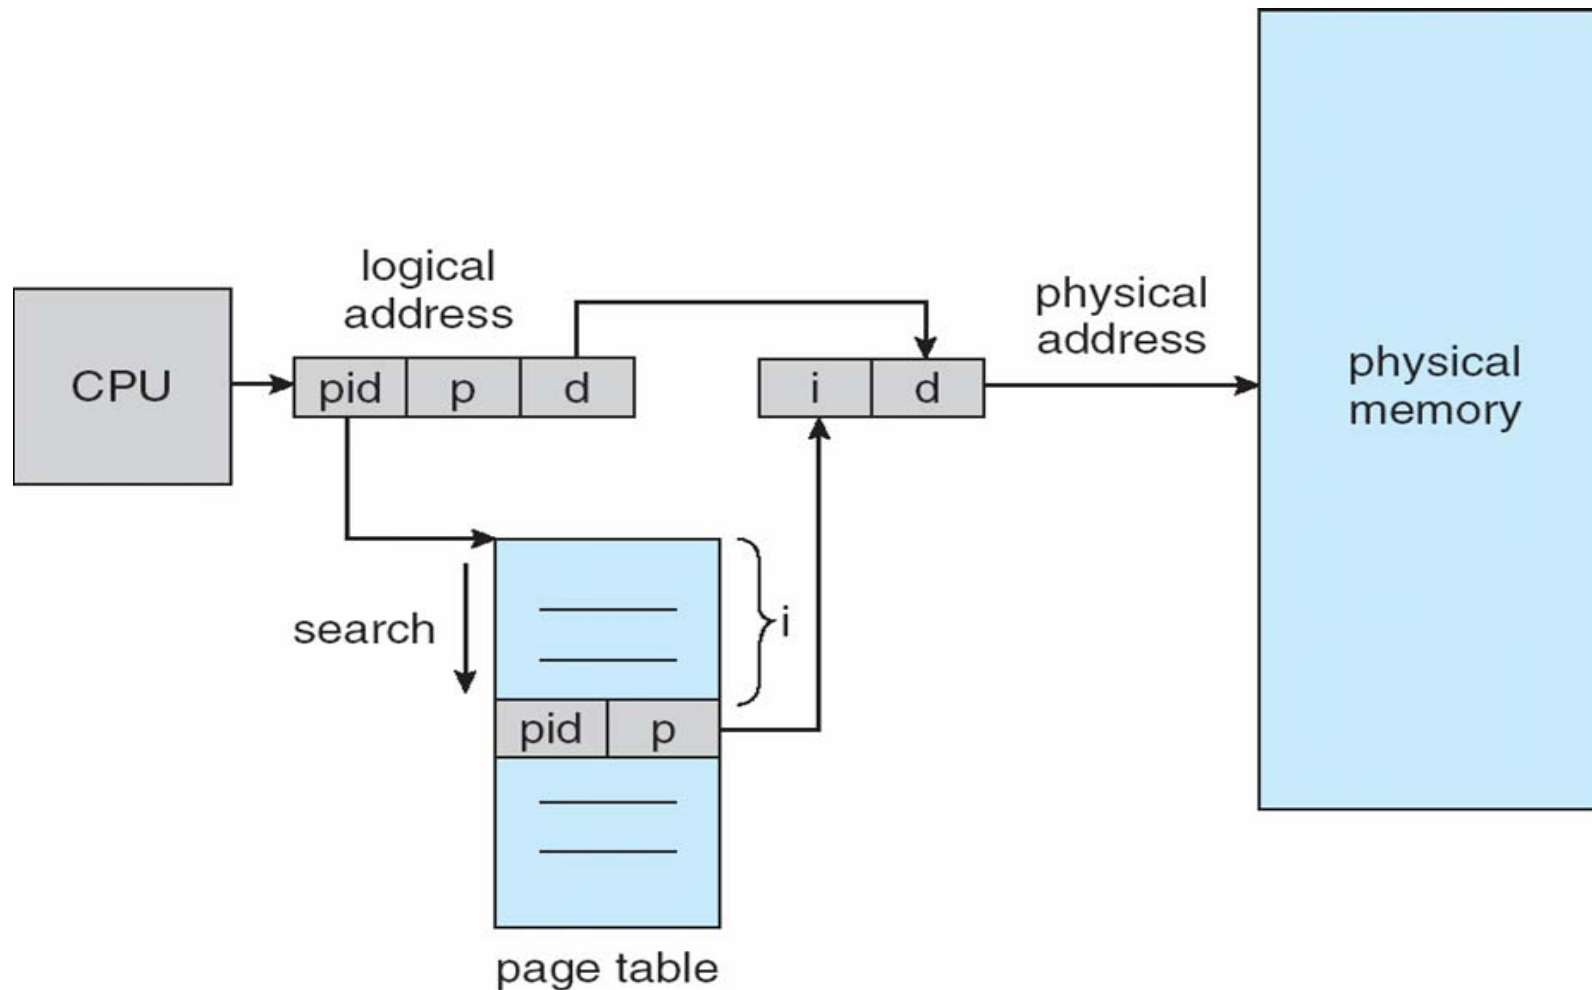 logical
address
physical
address
CPU
pid
p
d
i
d
physical
memory
search
i
pid
p
page table